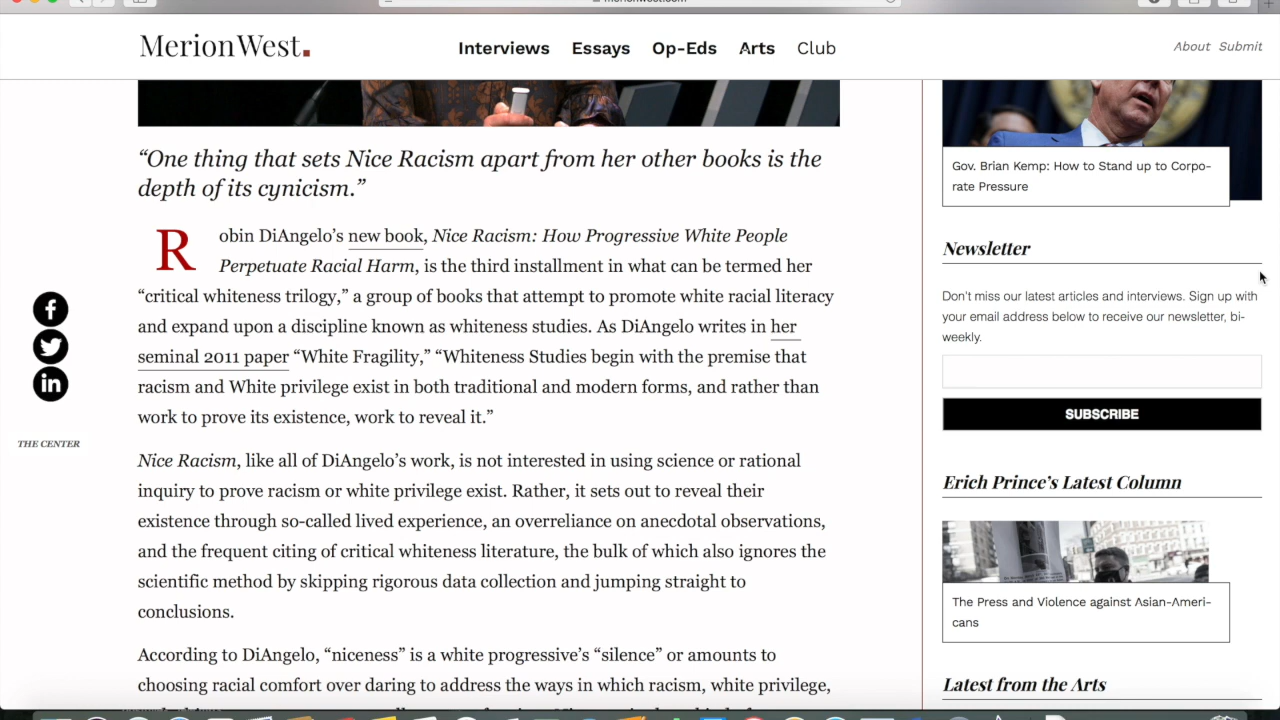 MerionWest.
Interviews Essays Op-Eds Arts Club
About Submit
“One thing that sets Nice Racism apart from her other books is the
depth of its cynicism.”
Robin DiAngelo’s new book, Nice Racism: How Progressive White People
Perpetuate Racial Harm, is the third installment in what can be termed her
“critical whiteness trilogy,” a group of books that attempt to promote white racial literacy
and expand upon a discipline known as whiteness studies. As DiAngelo writes in her
seminal 2011 paper “White Fragility,” “Whiteness Studies begin with the premise that
racism and White privilege exist in both traditional and modern forms, and rather than
work to prove its existence, work to reveal it.”
Nice Racism, like all of DiAngelo’s work, is not interested in using science or rational
inquiry to prove racism or white privilege exist. Rather, it sets out to reveal their
existence through so-called lived experience, an overreliance on anecdotal observations,
and the frequent citing of critical whiteness literature, the bulk of which also ignores the
scientific method by skipping rigorous data collection and jumping straight to
conclusions.
According to DiAngelo, “niceness” is a white progressive’s “silence” or amounts to
choosing racial comfort over daring to address the ways in which racism, white privilege,
THE CENTER
Gov. Brian Kemp: How to Stand up to Corpo-
rate Pressure
Newsletter
Don't miss our latest articles and interviews. Sign up with
your email address below to receive our newsletter, bi-
weekly.
SUBSCRIBE
Erich Prince’s Latest Column
The Press and Violence against Asian-Ameri-
cans
Latest from the Arts